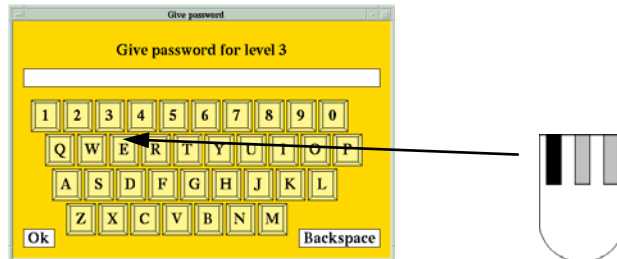 Give password
Give password for level 3
1 2 3 4 5 6 7 8 9 0
Q W E R T Y U I O P
A S D F G H J K L
Z X C V B N M
Ok Backspace